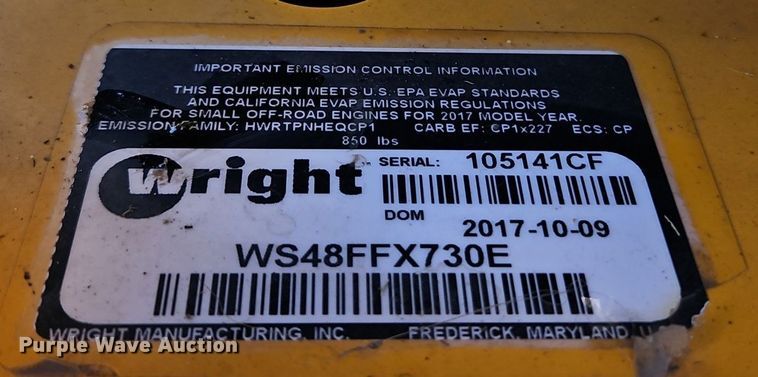 IMPORTANT EMISSION CONTROL INFORMATION
THIS EQUIPMENT MEETS U.S. EPA EVAP STANDARDS
AND CALIFORNIA EVAP EMISSION REGULATIONS
FOR SMALL OFF-ROAD ENGINES FOR 2017 MODEL YEAR.
EMISSION FAMILY: HWRTPNHEQCP1 CARB EF: CP1x227 ECS: CP
850 lbs
wright
SERIAL: 105141CF
DOM 2017-10-09
WS48FFX730E
WRIGHT MANUFACTURING, INC. FREDERICK, MARYLAND
Purple Wave Auction